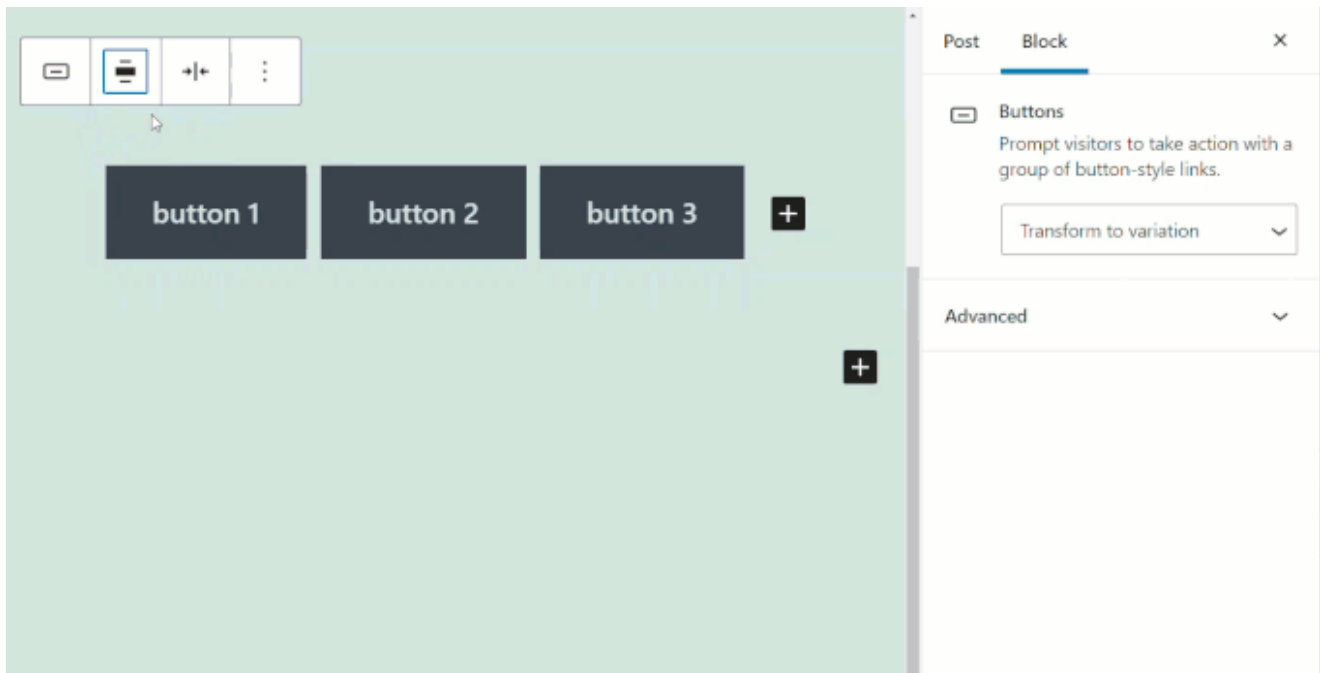 Post Block
Buttons
Prompt visitors to take action with a
group of button-style links.
Transform to variation
Advanced
button 1 button 2 button 3